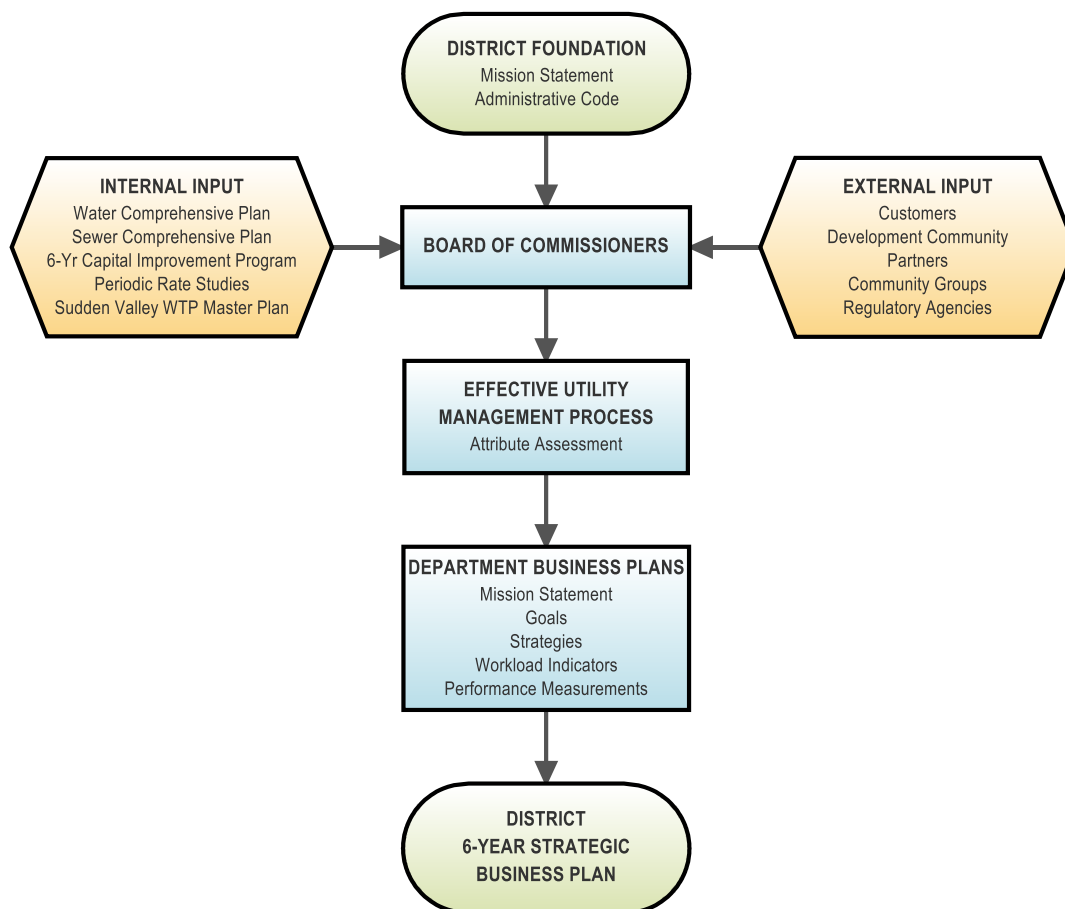 DISTRICT FOUNDATION
Mission Statement
Administrative Code
INTERNAL INPUT
Water Comprehensive Plan
Sewer Comprehensive Plan
6-Yr Capital Improvement Program
Periodic Rate Studies
Sudden Valley WTP Master Plan
BOARD OF COMMISSIONERS
EXTERNAL INPUT
Customers
Development Community
Partners
Community Groups
Regulatory Agencies
EFFECTIVE UTILITY
MANAGEMENT PROCESS
Attribute Assessment
DEPARTMENT BUSINESS PLANS
Mission Statement
Goals
Strategies
Workload Indicators
Performance Measurements
DISTRICT
6-YEAR STRATEGIC
BUSINESS PLAN